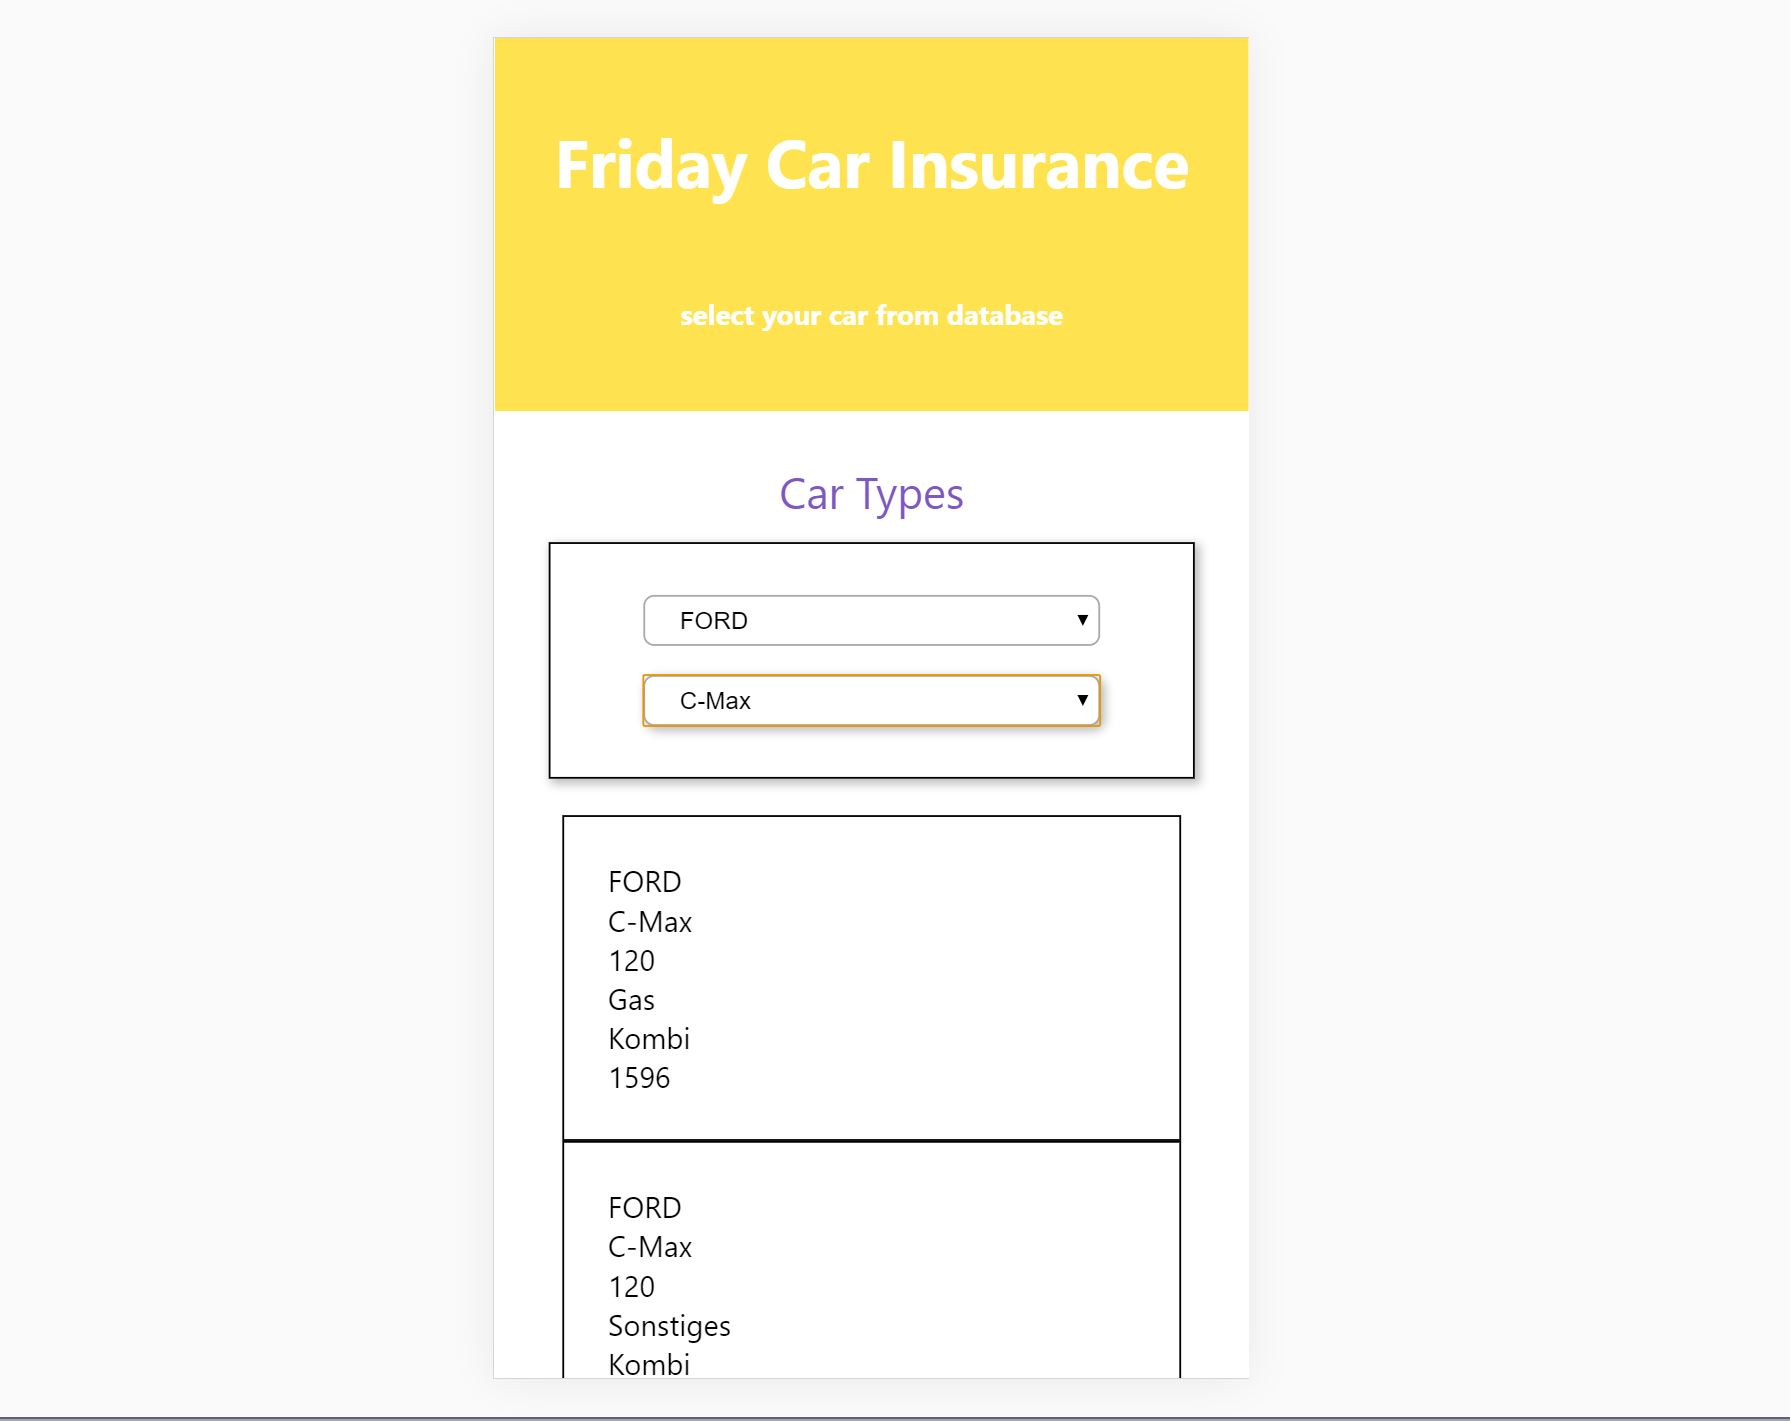 Friday Car Insurance
select your car from database
Car Types
FORD
C-Max
FORD
C-Max
120
Gas
Kombi
1596
FORD
C-Max
120
Sonstiges
Kombi